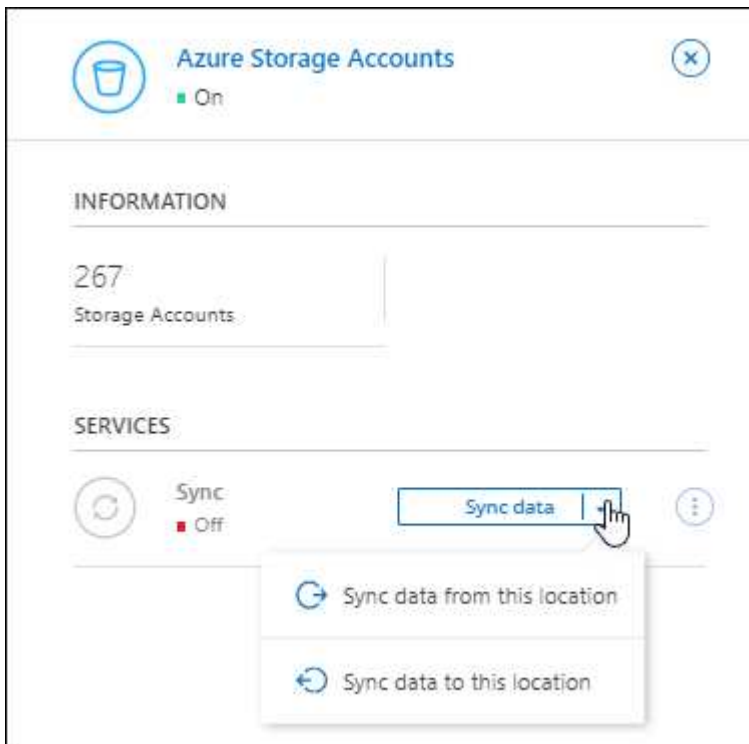 Azure Storage Accounts
On
INFORMATION
267
Storage Accounts
SERVICES
Sync
Off
Sync data
Sync data from this location
Sync data to this location